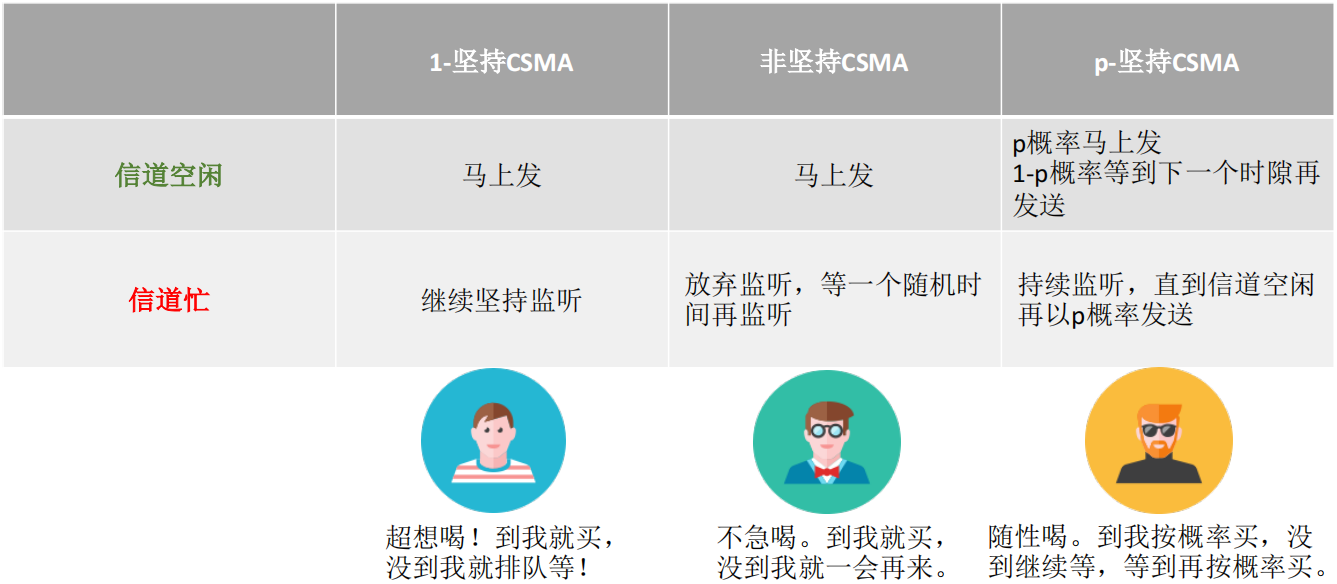 1-坚持CSMA
非坚持CSMA
p-坚持CSMA
信道空闲
马上发
马上发
p概率马上发
1-p概率等到下一个时隙再
发送
信道忙
继续坚持监听
放弃监听，等一个随机时
间再监听
持续监听，直到信道空闲
再以p概率发送
超想喝！到我就买，
没到我就排队等！
不急喝。到我就买，
没到我就一会再来。
随性喝。到我按概率买，没
到继续等，等到再按概率买。